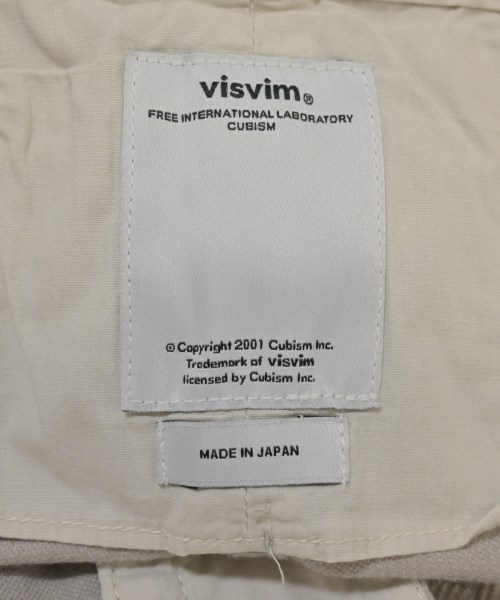 visvim®
FREE INTERNATIONAL LABORATORY
CUBISM
© Copyright 2001 Cubism Inc.
Trademark of visvim
licensed by Cubism Inc.
MADE IN JAPAN